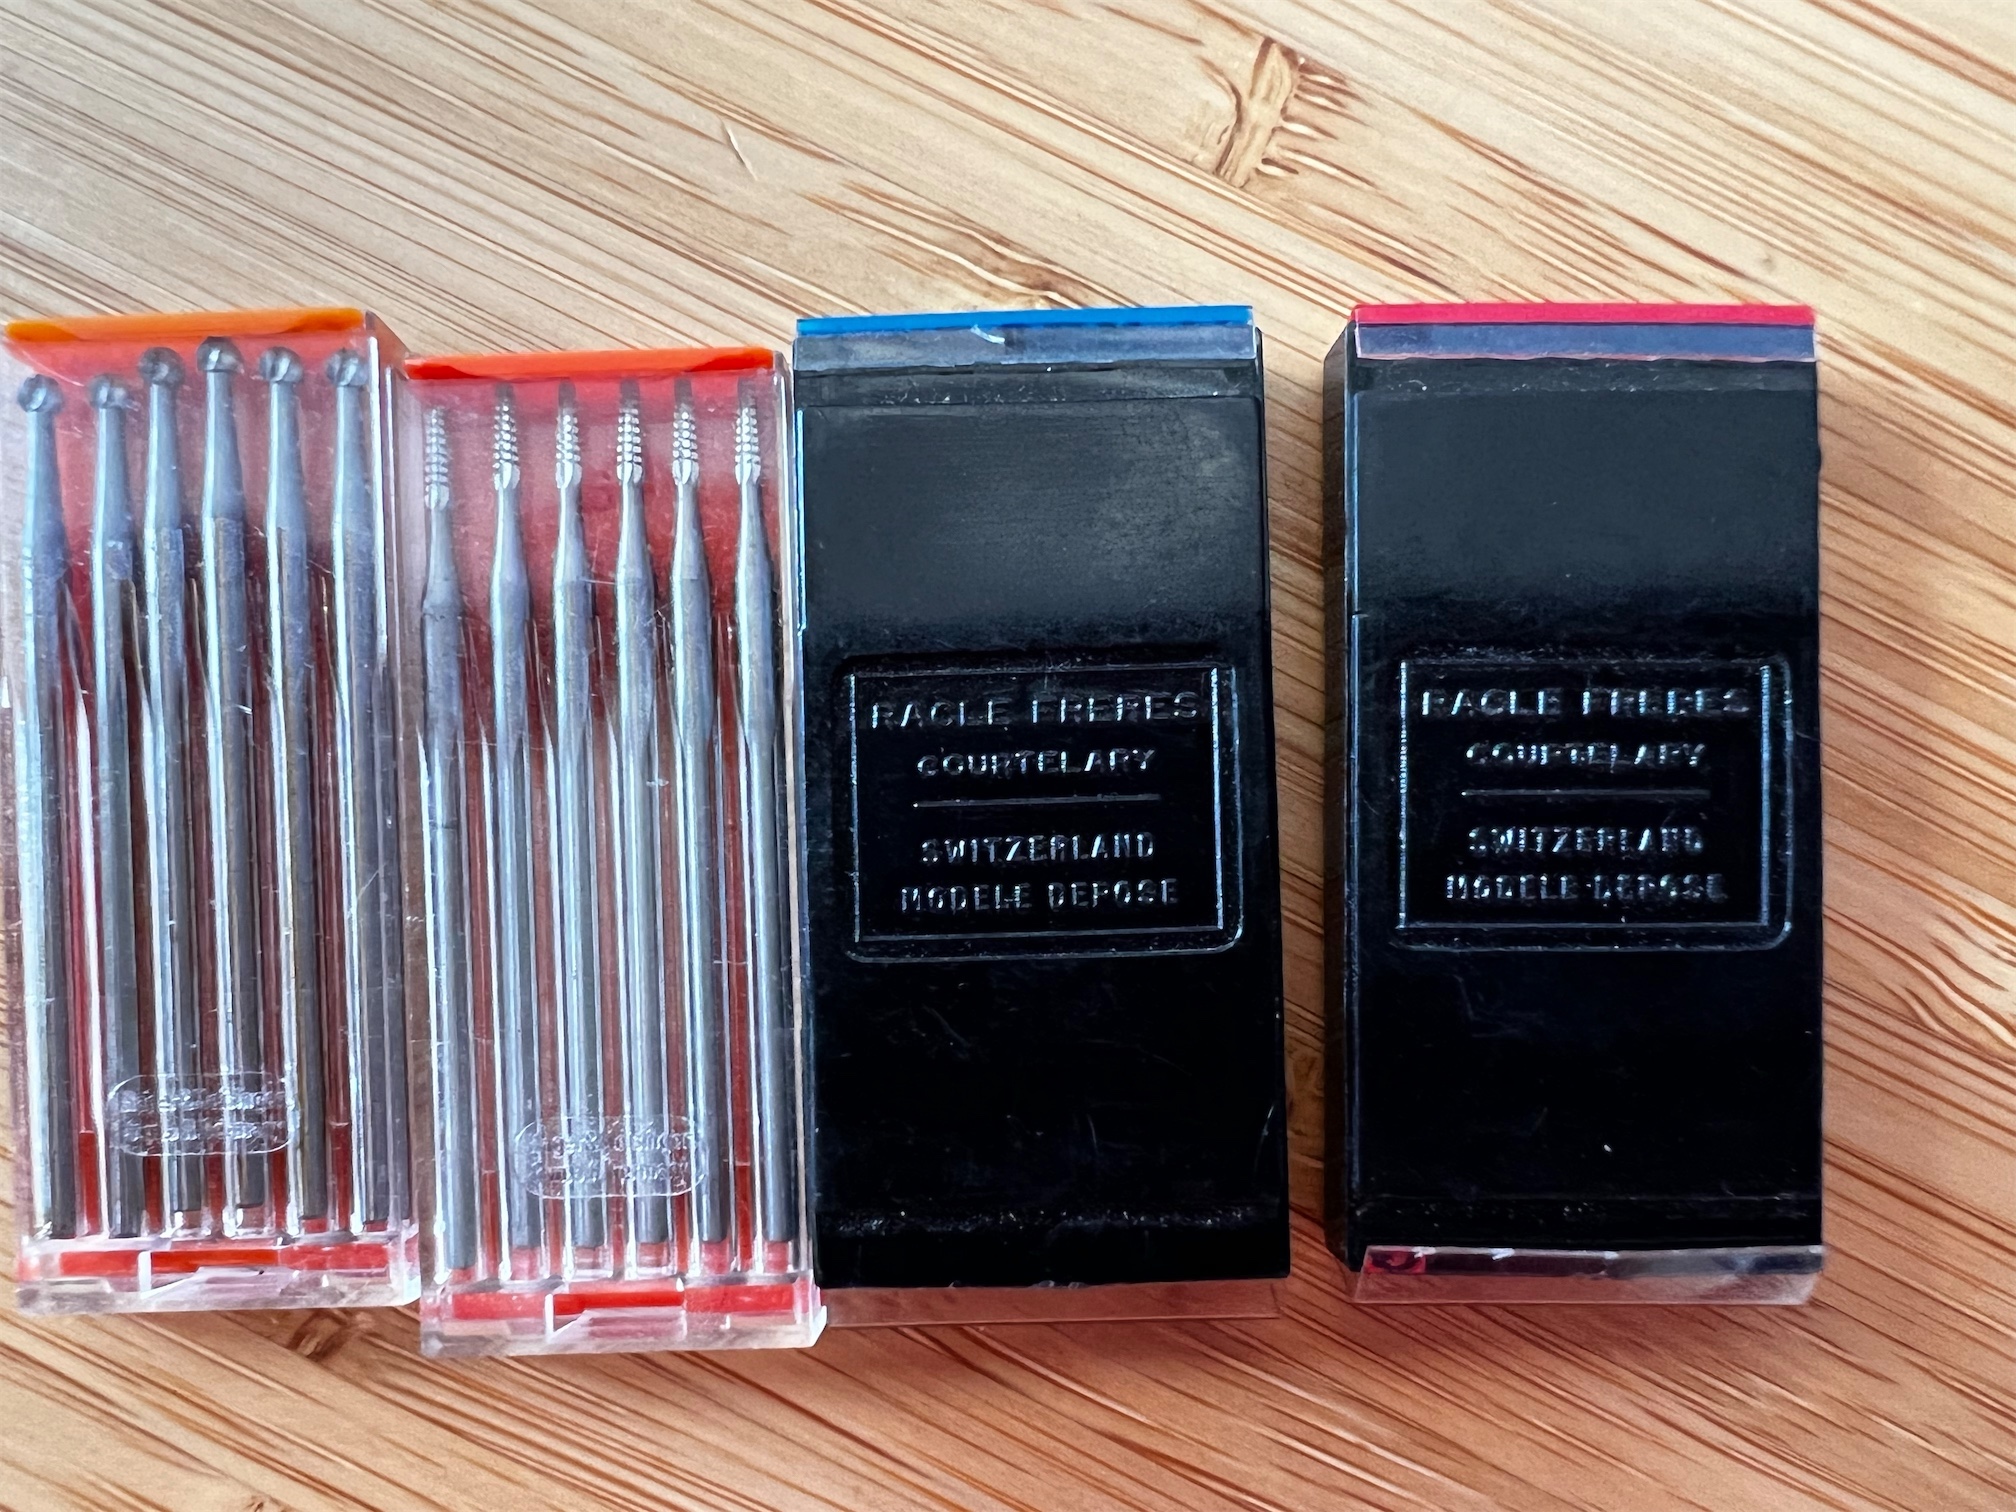 RACLE FRERES
COURTELARY
SWITZERLAND
MODELE DEPOSE
RACLE FRERES
COURTELARY
SWITZERLAND
MODELE DEPOSE